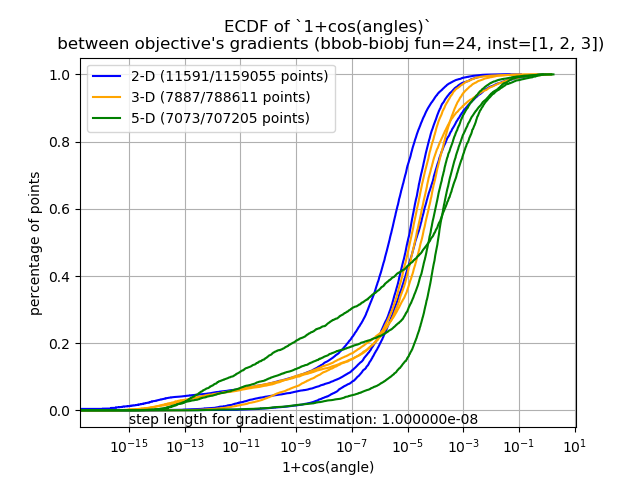 ECDF of `1+cos(angles)`
between objective's gradients (bbob-biobj fun=24, inst=[1, 2, 3])
1.0
2-D (11591/1159055 points)
3-D (7887/788611 points)
5-D (7073/707205 points)
0.8
0.6
0.4
0.2
0.0
percentage of points
step length for gradient estimation: 1.000000e-08
10⁻¹⁵ 10⁻¹³ 10⁻¹¹ 10⁻⁹ 10⁻⁷ 10⁻⁵ 10⁻³ 10⁻¹ 10¹
1+cos(angle)